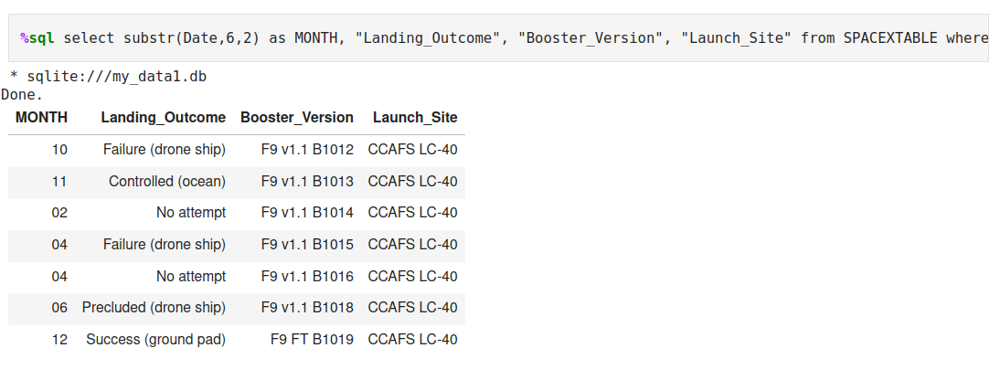 %sql select substr(Date,6,2) as MONTH, "Landing_Outcome", "Booster_Version", "Launch_Site" from SPACEXTABLE where
* sqlite:///my_data1.db
Done.
MONTH Landing_Outcome Booster_Version Launch_Site
10 Failure (drone ship) F9 v1.1 B1012 CCAFS LC-40
11 Controlled (ocean) F9 v1.1 B1013 CCAFS LC-40
02 No attempt F9 v1.1 B1014 CCAFS LC-40
04 Failure (drone ship) F9 v1.1 B1015 CCAFS LC-40
04 No attempt F9 v1.1 B1016 CCAFS LC-40
06 Precluded (drone ship) F9 v1.1 B1018 CCAFS LC-40
12 Success (ground pad) F9 FT B1019 CCAFS LC-40